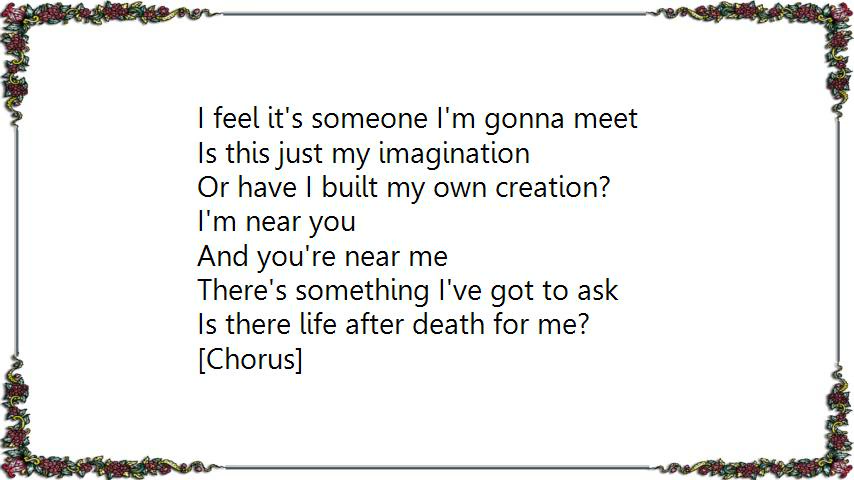 I feel it's someone I'm gonna meet
Is this just my imagination
Or have I built my own creation?
I'm near you
And you're near me
There's something I've got to ask
Is there life after death for me?
[Chorus]